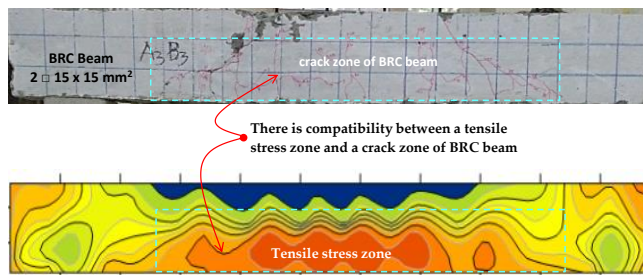 BRC Beam
2 □ 15 x 15 mm²
A3B3
crack zone of BRC beam
There is compatibility between a tensile
stress zone and a crack zone of BRC beam
Tensile stress zone